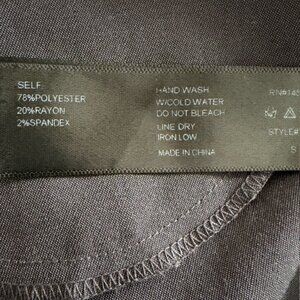 SELF
78%POLYESTER
20%RAYON
2%SPANDEX
HAND WASH
W/COLD WATER
DO NOT BLEACH
LINE DRY
IRON LOW
MADE IN CHINA
STYLE#
S